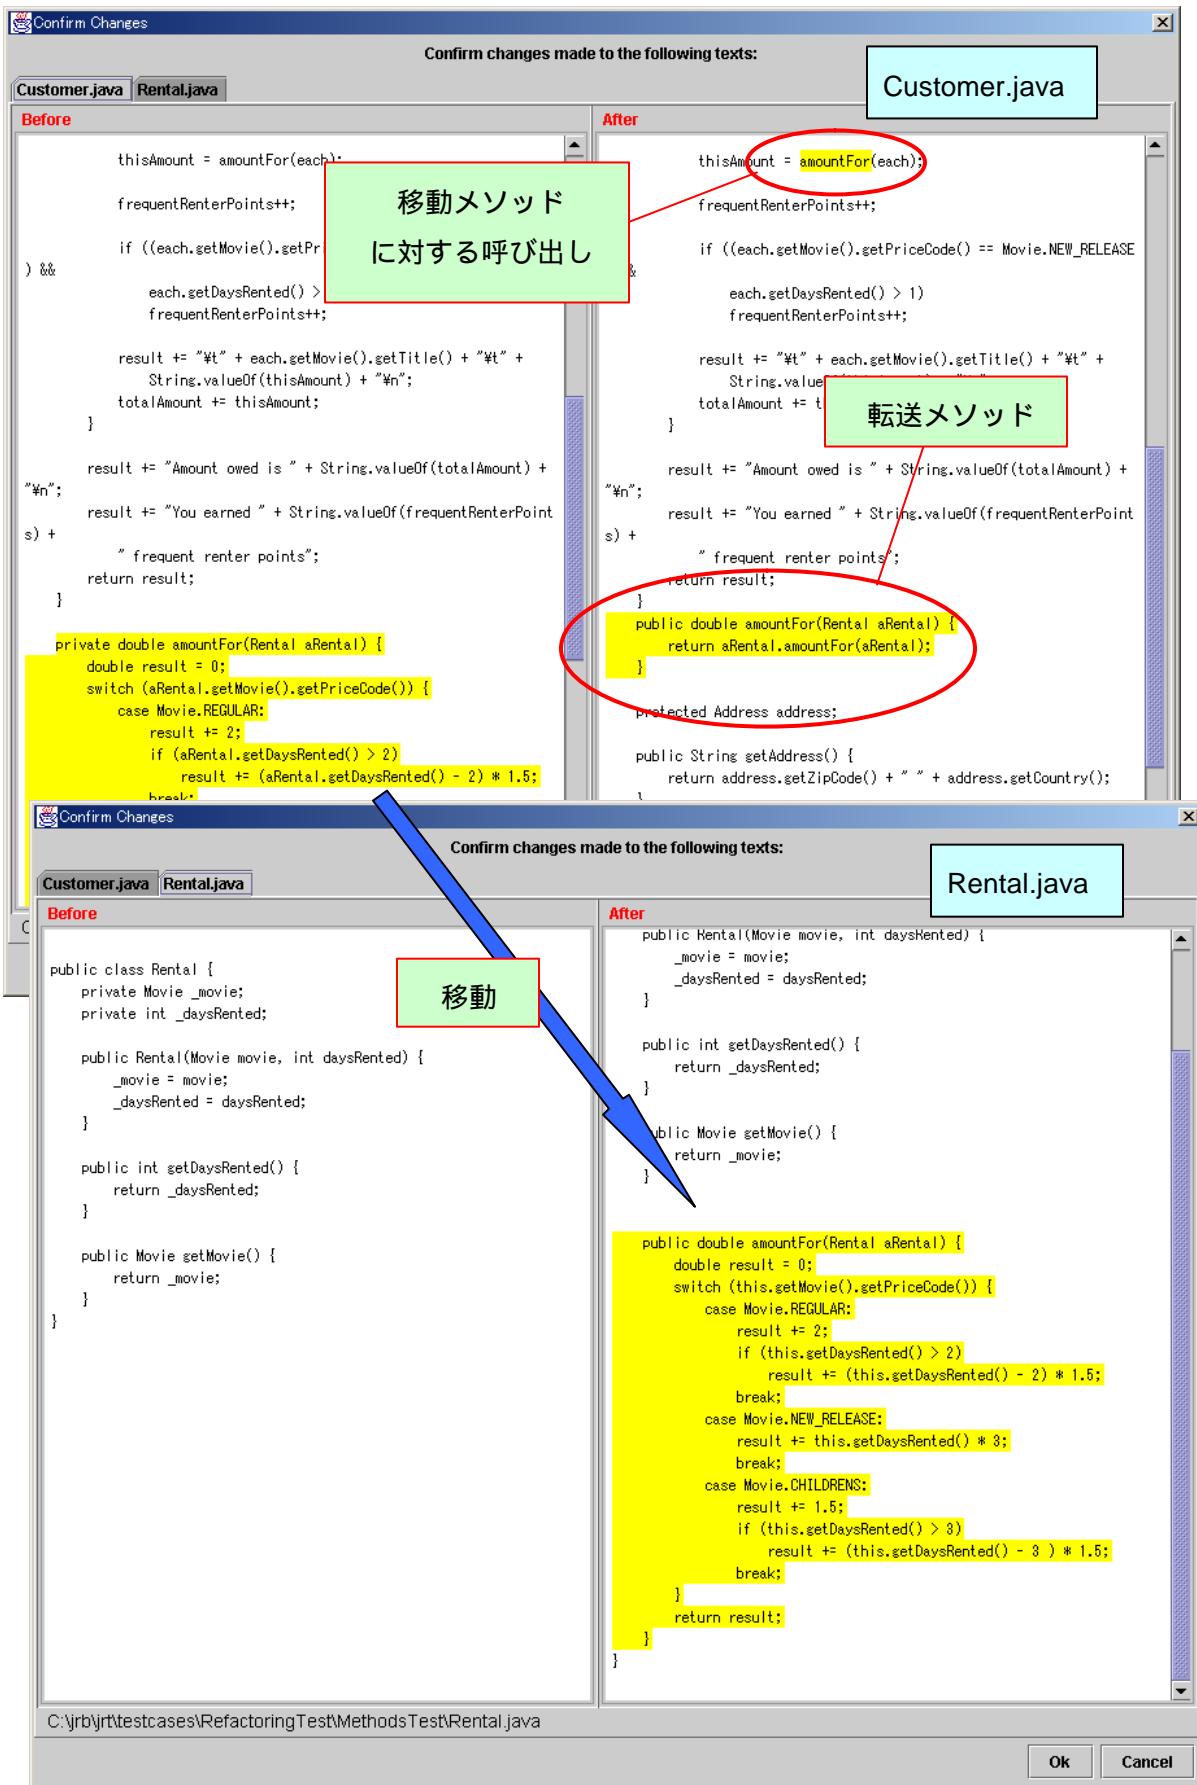 Confirm Changes
Confirm changes made to the following texts:
Customer.java
Customer.java Rental.java
Before
thisAmount = amountFor(each);
frequentRenterPoints++;
if ((each.getMovie().getPri
) &&
each.getDaysRented() >
frequentRenterPoints++;
result += "¥t" + each.getMovie().getTitle() + "¥t" +
String.valueOf(thisAmount) + "¥n";
totalAmount += thisAmount;
}
result += "Amount owed is " + String.valueOf(totalAmount) +
"¥n";
result += "You earned " + String.valueOf(frequentRenterPoint
s) +
" frequent renter points";
return result;
}
private double amountFor(Rental aRental) {
double result = 0;
switch (aRental.getMovie().getPriceCode()) {
case Movie.REGULAR:
result += 2;
if (aRental.getDaysRented() > 2)
result += (aRental.getDaysRented() - 2) * 1.5;
break;
After
thisAmount = amountFor(each);
frequentRenterPoints++;
if ((each.getMovie().getPriceCode() == Movie.NEW_RELEASE
&
each.getDaysRented() > 1)
frequentRenterPoints++;
result += "¥t" + each.getMovie().getTitle() + "¥t" +
String.value
totalAmount += t
}
result += "Amount owed is " + String.valueOf(totalAmount) +
"¥n";
result += "You earned " + String.valueOf(frequentRenterPoint
s) +
" frequent renter points";
return result;
}
public double amountFor(Rental aRental) {
return aRental.amountFor(aRental);
}
protected Address address;
public String getAddress() {
return address.getZipCode() + " " + address.getCountry();
}
移動メソッド
に対する呼び出し
転送メソッド
C
Confirm Changes
Confirm changes made to the following texts:
Rental.java
Customer.java Rental.java
Before
public class Rental {
private Movie _movie;
private int _daysRented;
public Rental(Movie movie, int daysRented) {
_movie = movie;
_daysRented = daysRented;
}
public int getDaysRented() {
return _daysRented;
}
public Movie getMovie() {
return _movie;
}
}
移動
After
public Rental(Movie movie, int daysRented) {
_movie = movie;
_daysRented = daysRented;
}
public int getDaysRented() {
return _daysRented;
}
public Movie getMovie() {
return _movie;
}
public double amountFor(Rental aRental) {
double result = 0;
switch (this.getMovie().getPriceCode()) {
case Movie.REGULAR:
result += 2;
if (this.getDaysRented() > 2)
result += (this.getDaysRented() - 2) * 1.5;
break;
case Movie.NEW_RELEASE:
result += this.getDaysRented() * 3;
break;
case Movie.CHILDRENS:
result += 1.5;
if (this.getDaysRented() > 3)
result += (this.getDaysRented() - 3 ) * 1.5;
break;
}
return result;
}
}
C:\jrb\jrt\testcases\RefactoringTest\MethodsTest\Rental.java
Ok Cancel